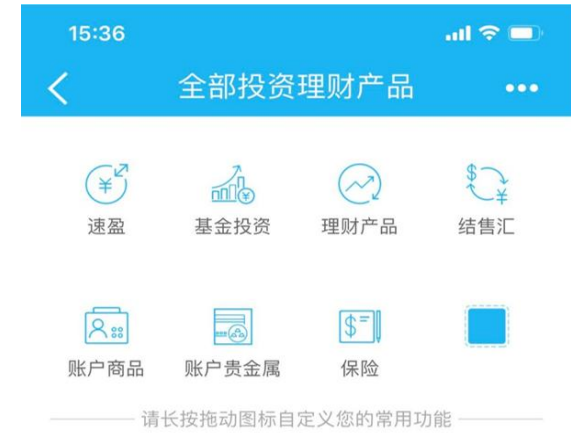 15:36
全部投资理财产品
速盈 基金投资 理财产品 结售汇
账户商品 账户贵金属 保险
请长按拖动图标自定义您的常用功能